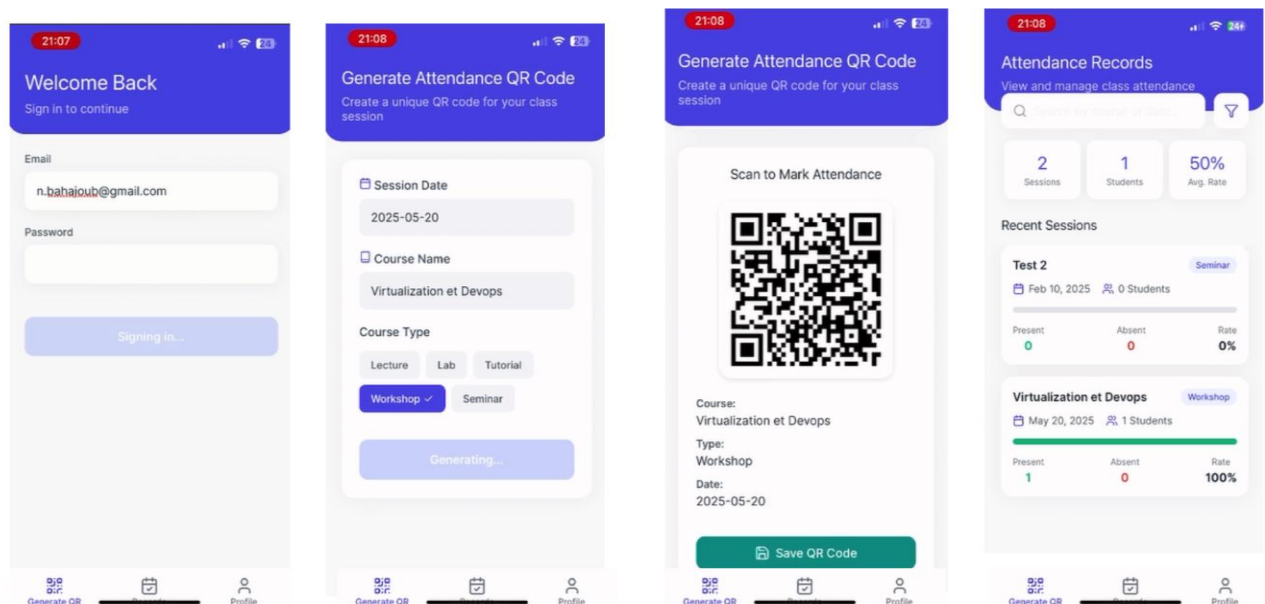 21:07
24
Welcome Back
Sign in to continue
Email
n.bahajoub@gmail.com
Password
Signing in...
Generate QR
Profile
21:08
24
Generate Attendance QR Code
Create a unique QR code for your class
session
Session Date
2025-05-20
Course Name
Virtualization et Devops
Course Type
Lecture Lab Tutorial
Workshop Seminar
Generating...
Generate QR
Profile
21:08
24
Generate Attendance QR Code
Create a unique QR code for your class
session
Scan to Mark Attendance
Course:
Virtualization et Devops
Type:
Workshop
Date:
2025-05-20
Save QR Code
Generate QR
Profile
21:08
24
Attendance Records
View and manage class attendance
2 1 50%
Sessions Students Avg. Rate
Recent Sessions
Test 2 Seminar
Feb 10, 2025 0 Students
Present Absent Rate
0 0 0%
Virtualization et Devops Workshop
May 20, 2025 1 Students
Present Absent Rate
1 0 100%
Generate QR
Profile